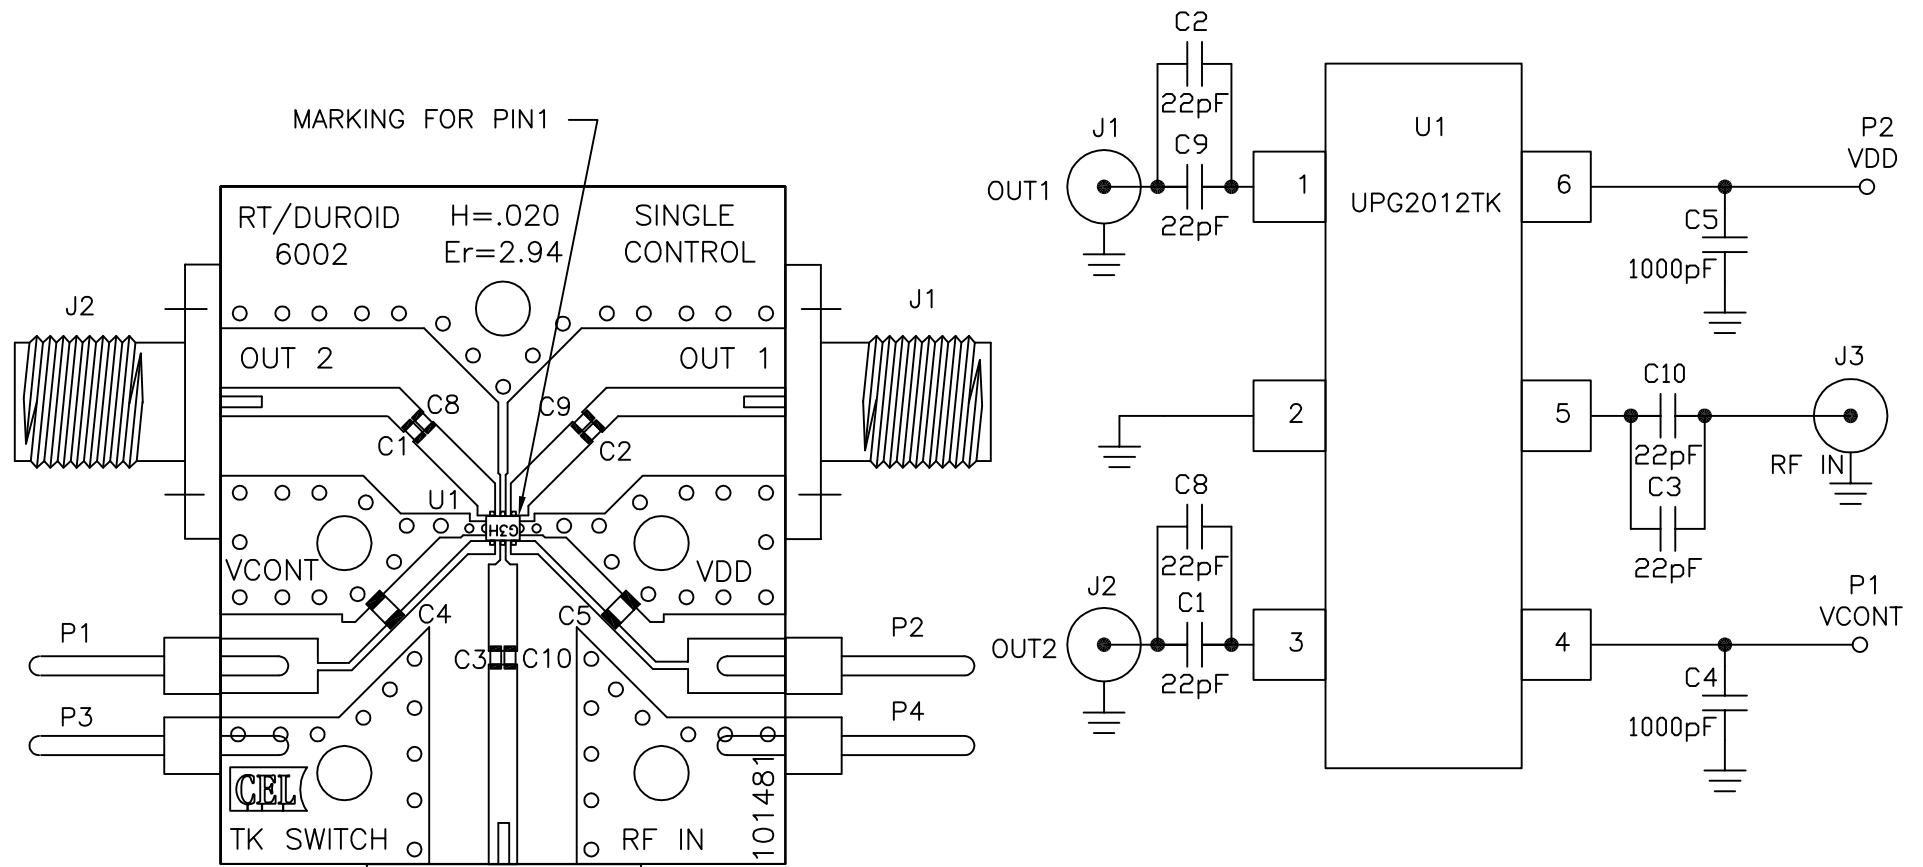 MARKING FOR PIN1
RT/DUROID
6002
H=.020
Er=2.94
SINGLE
CONTROL
J2
J1
OUT 2
OUT 1
C8
C9
C1
C2
U1
G3H
VCONT
VDD
C4
C5
P1
P2
C3
C10
P3
P4
CEL
TK SWITCH
RF IN
101481
C2
22pF
J1
C9
OUT1
22pF
1
U1
UPG2012TK
6
P2
VDD
C5
1000pF
2
5
C10
22pF
J3
RF IN
C3
22pF
C8
22pF
J2
C1
OUT2
22pF
3
4
P1
VCONT
C4
1000pF